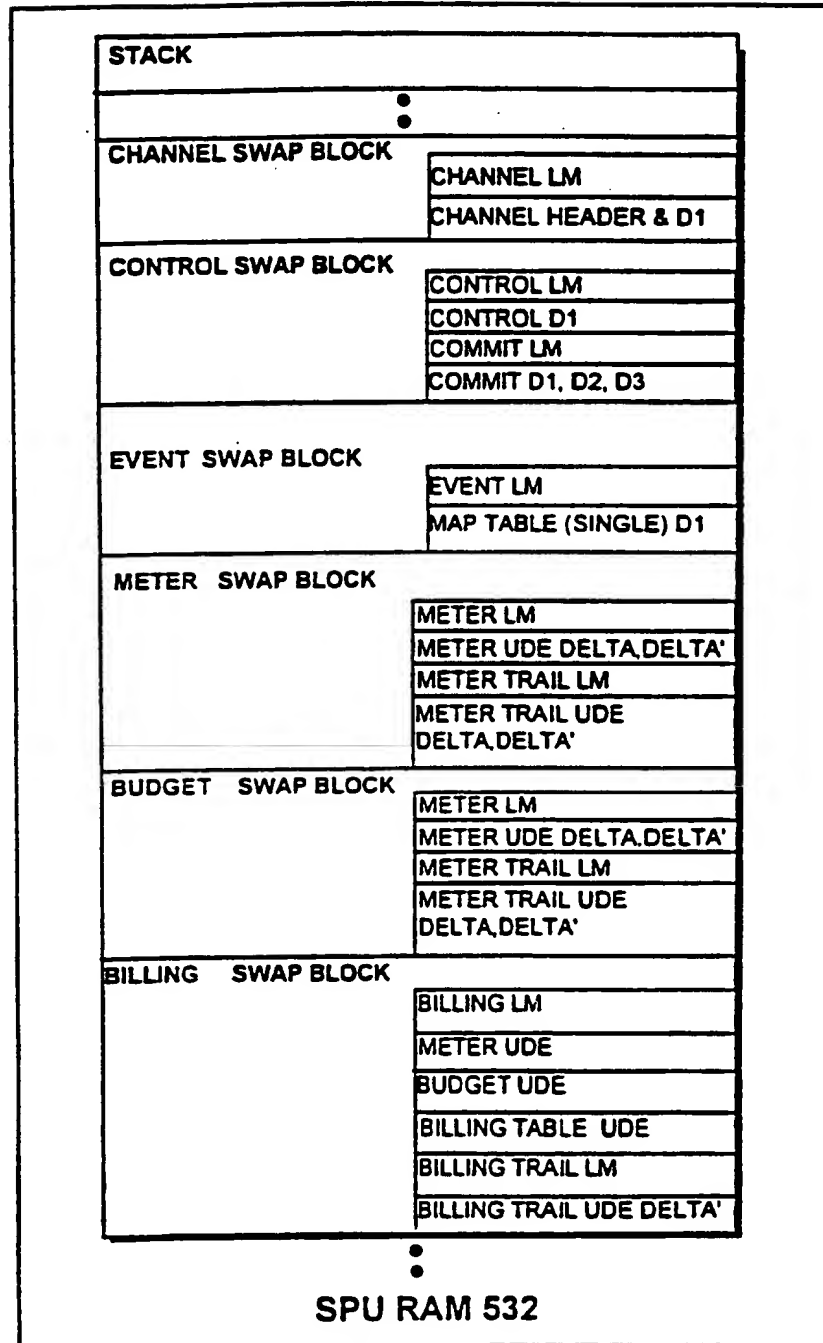 STACK
CHANNEL SWAP BLOCK
CHANNEL LM
CHANNEL HEADER & D1
CONTROL SWAP BLOCK
CONTROL LM
CONTROL D1
COMMIT LM
COMMIT D1, D2, D3
EVENT SWAP BLOCK
EVENT LM
MAP TABLE (SINGLE) D1
METER SWAP BLOCK
METER LM
METER UDE DELTA,DELTA'
METER TRAIL LM
METER TRAIL UDE
DELTA,DELTA'
BUDGET SWAP BLOCK
METER LM
METER UDE DELTA.DELTA'
METER TRAIL LM
METER TRAIL UDE
DELTA,DELTA'
BILLING SWAP BLOCK
BILLING LM
METER UDE
BUDGET UDE
BILLING TABLE UDE
BILLING TRAIL LM
BILLING TRAIL UDE DELTA'
SPU RAM 532